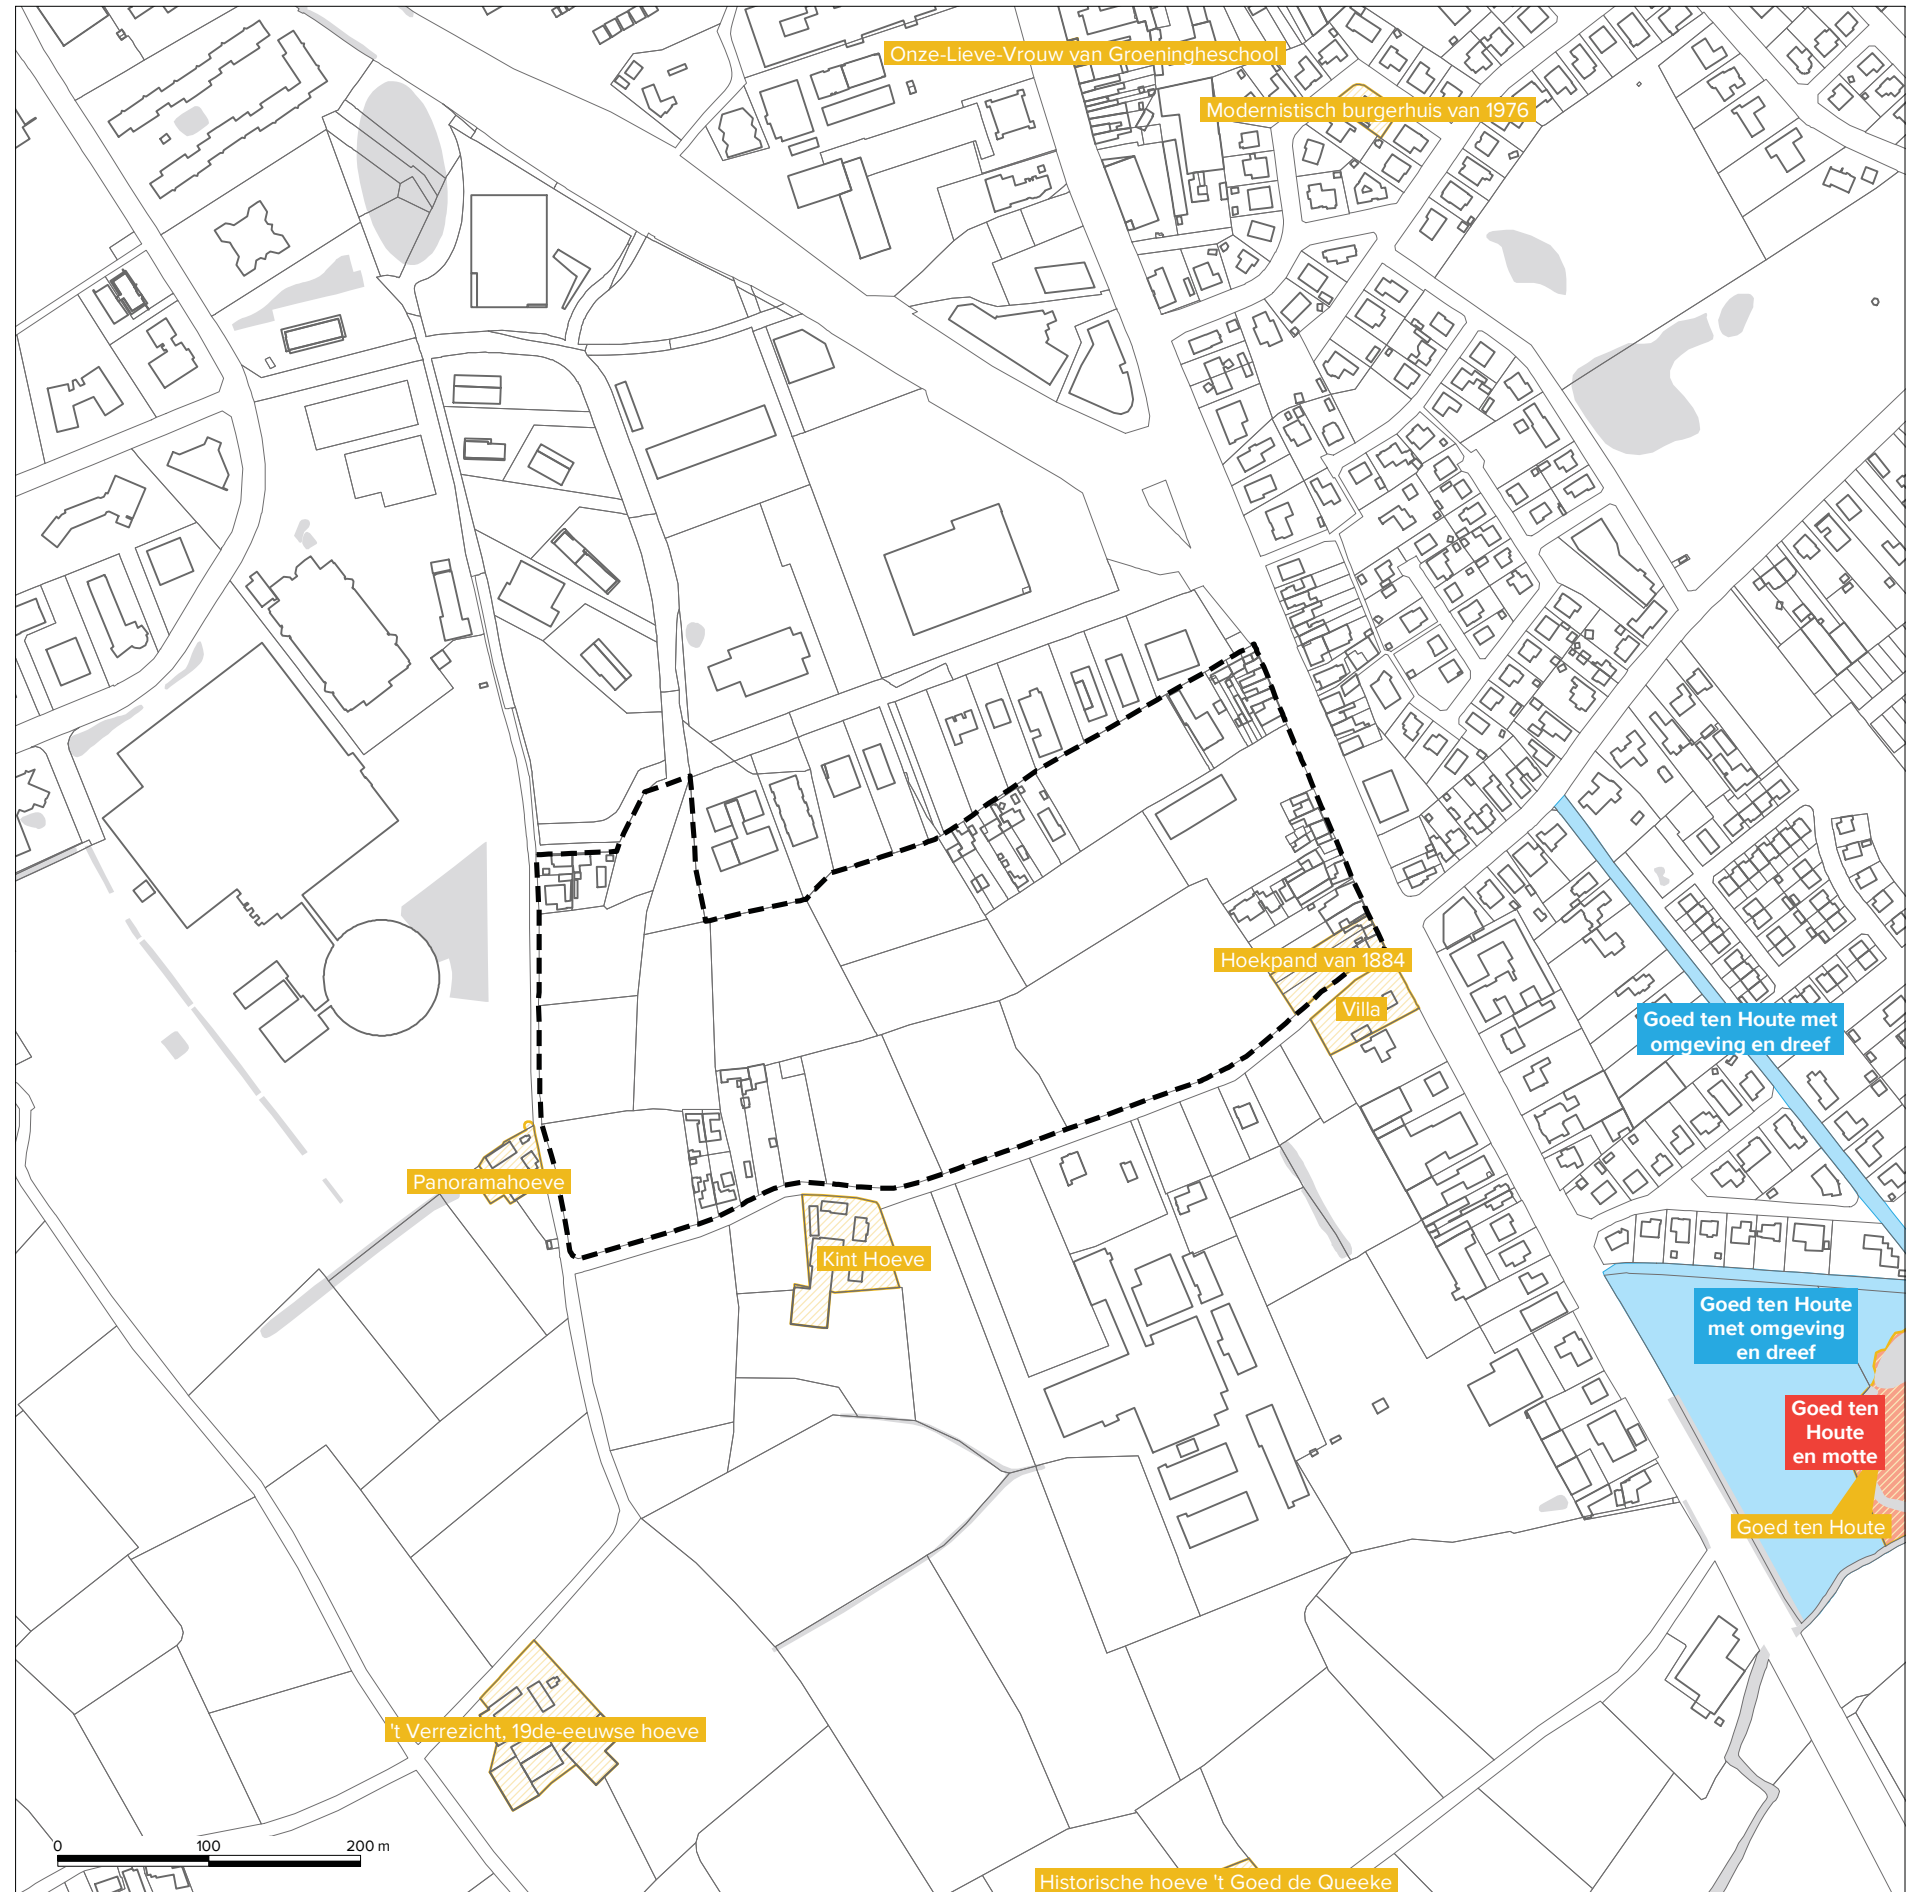 Onze-Lieve-Vrouw van Groeningheschool
Modernistisch burgerhuis van 1976
Hoekpand van 1884
Villa
Goed ten Houte met
omgeving en dreef
Panoramahoeve
Kint Hoeve
Goed ten Houte
met omgeving
en dreef
Goed ten
Houte
en motte
Goed ten Houte
't Verrezicht, 19de-eeuwse hoeve
0 100 200 m
Historische hoeve 't Goed de Queeke